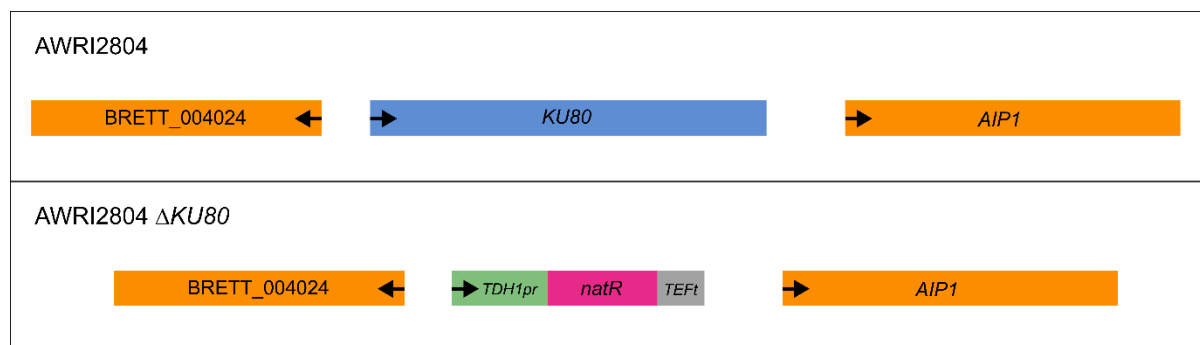 AWRI2804
BRETT_004024 KU80 AIP1
AWRI2804 ΔKU80
BRETT_004024 TDH1pr natR TEFt AIP1